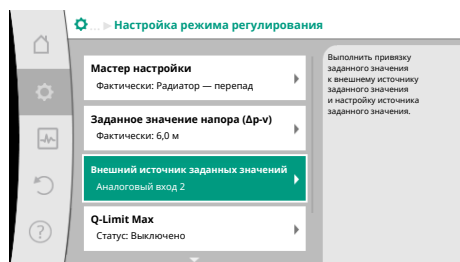 ... Настройка режима регулирования
Мастер настройки
Фактически: Радиатор — перепад
Заданное значение напора (Δp-v)
Фактически: 6,0 м
Внешний источник заданных значений
Аналоговый вход 2
Q-Limit Max
Статус: Выключено
Выполнить привязку
заданного значения
к внешнему источнику
заданного значения
и настройку источника
заданного значения.
?